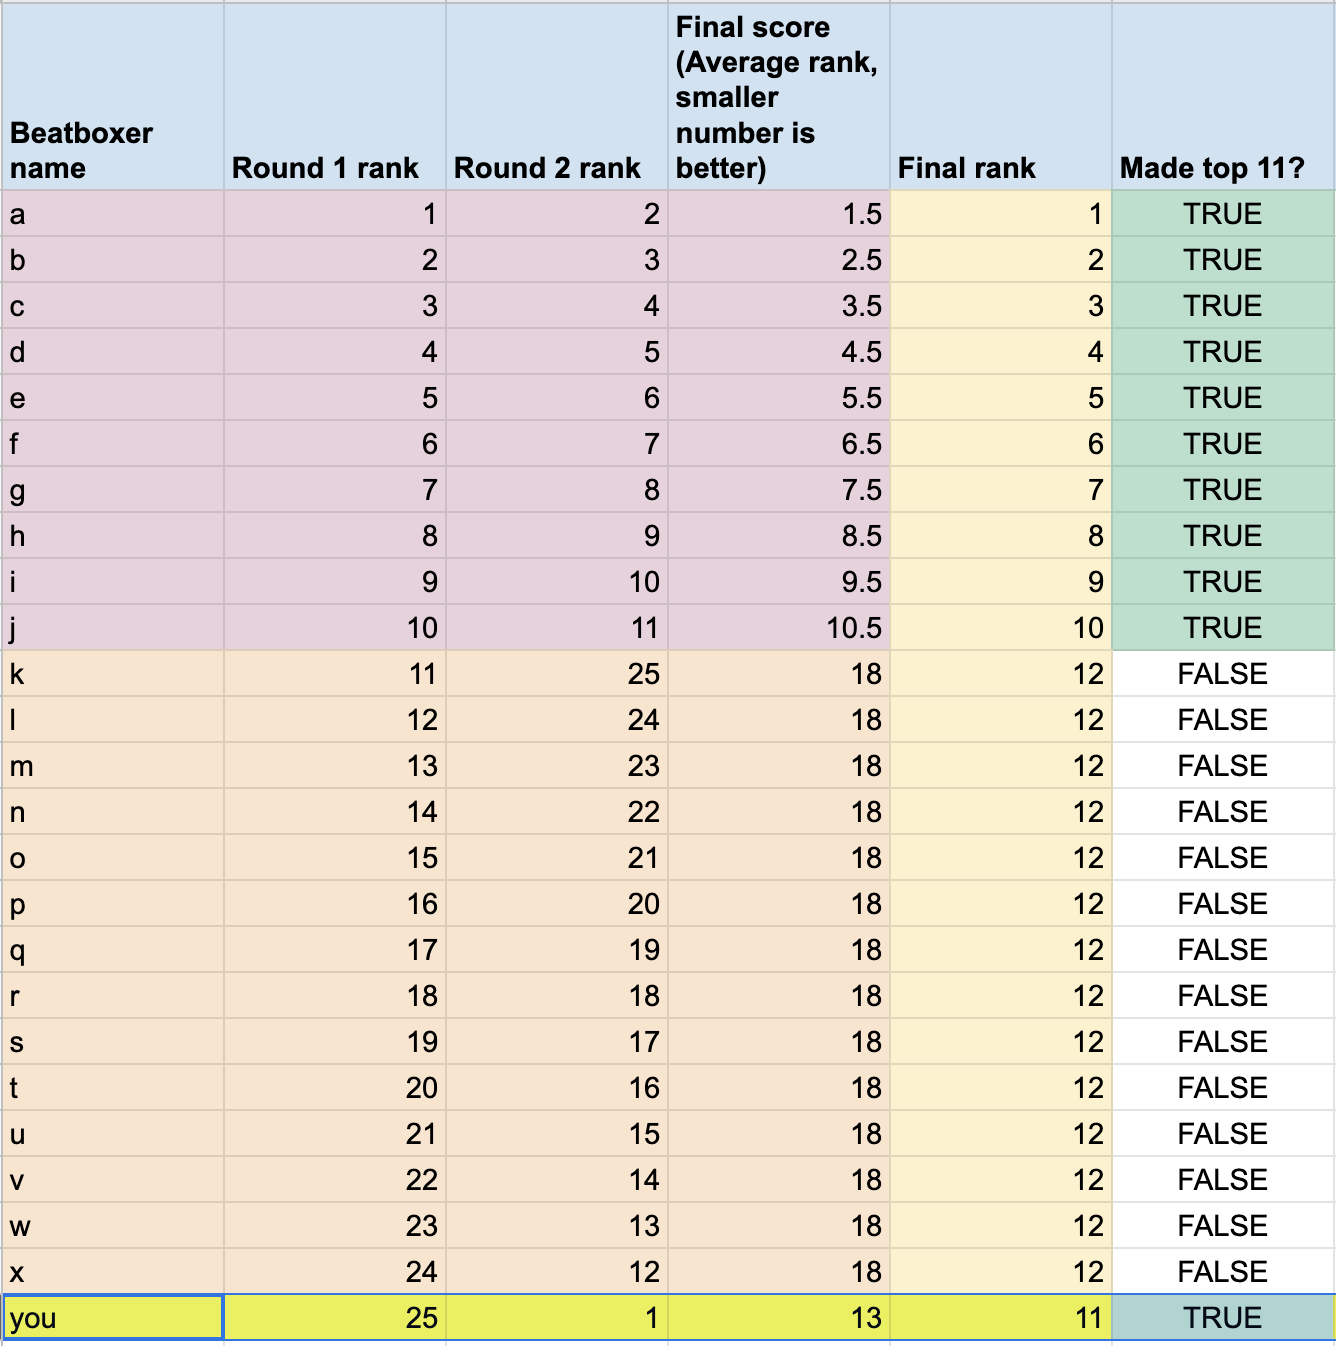 Beatboxer name Round 1 rank Round 2 rank Final score (Average rank, smaller number is better) Final rank Made top 11?
a 1 2 1.5 1 TRUE
b 2 3 2.5 2 TRUE
c 3 4 3.5 3 TRUE
d 4 5 4.5 4 TRUE
e 5 6 5.5 5 TRUE
f 6 7 6.5 6 TRUE
g 7 8 7.5 7 TRUE
h 8 9 8.5 8 TRUE
i 9 10 9.5 9 TRUE
j 10 11 10.5 10 TRUE
k 11 25 18 12 FALSE
l 12 24 18 12 FALSE
m 13 23 18 12 FALSE
n 14 22 18 12 FALSE
o 15 21 18 12 FALSE
p 16 20 18 12 FALSE
q 17 19 18 12 FALSE
r 18 18 18 12 FALSE
s 19 17 18 12 FALSE
t 20 16 18 12 FALSE
u 21 15 18 12 FALSE
v 22 14 18 12 FALSE
w 23 13 18 12 FALSE
x 24 12 18 12 FALSE
you 25 1 13 11 TRUE